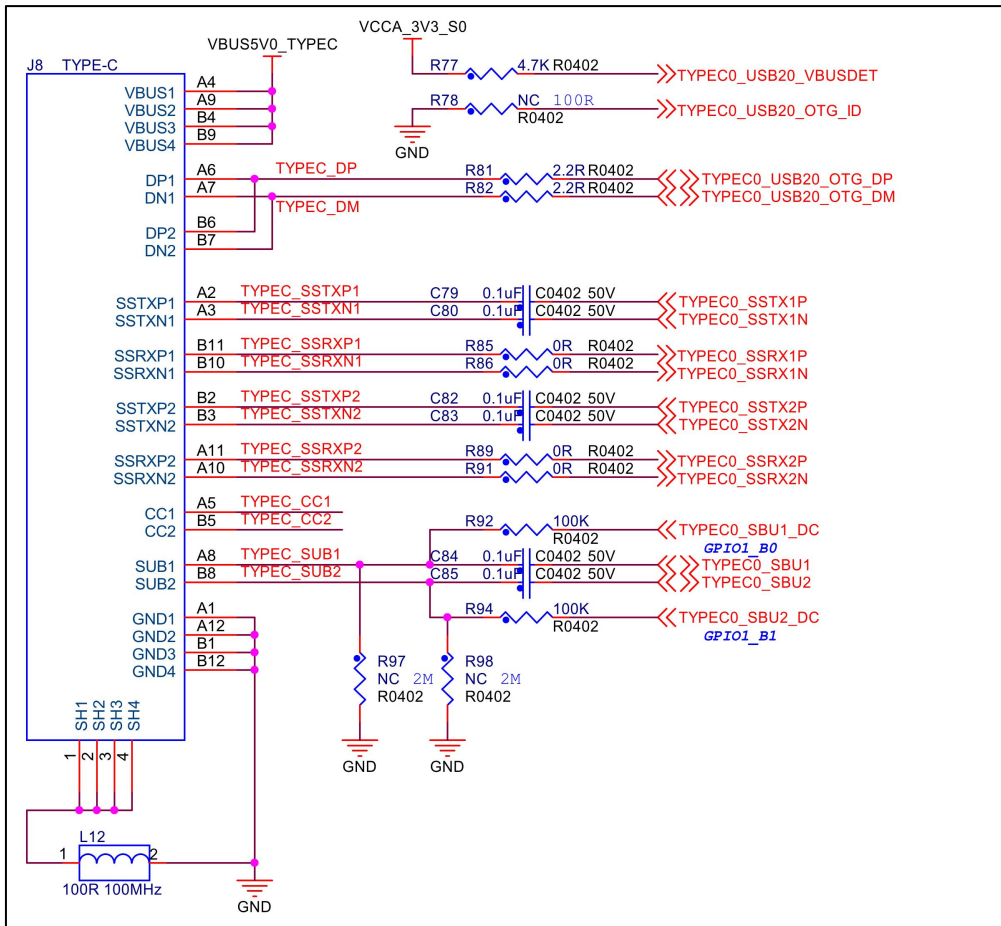 VCCA_3V3_S0
VBUS5V0_TYPEC
J8 TYPE-C
R77 4.7K R0402 TYPEC0_USB20_VBUSDET
A4
VBUS1
A9
VBUS2
B4
VBUS3
B9
VBUS4
R78 NC 100R TYPEC0_USB20_OTG_ID
R0402
GND
A6 TYPEC_DP R81 2.2R R0402 TYPEC0_USB20_OTG_DP
DP1
A7 R82 2.2R R0402 TYPEC0_USB20_OTG_DM
DN1
TYPEC_DM
B6
DP2
B7
DN2
A2 TYPEC_SSTXP1 C79 0.1uF C0402 50V TYPEC0_SSTX1P
SSTXP1
A3 TYPEC_SSTXN1 C80 0.1uF C0402 50V TYPEC0_SSTX1N
SSTXN1
B11 TYPEC_SSRXP1 R85 0R R0402 TYPEC0_SSRX1P
SSRXP1
B10 TYPEC_SSRXN1 R86 0R R0402 TYPEC0_SSRX1N
SSRXN1
B2 TYPEC_SSTXP2 C82 0.1uF C0402 50V TYPEC0_SSTX2P
SSTXP2
B3 TYPEC_SSTXN2 C83 0.1uF C0402 50V TYPEC0_SSTX2N
SSTXN2
A11 TYPEC_SSRXP2 R89 0R R0402 TYPEC0_SSRX2P
SSRXP2
A10 TYPEC_SSRXN2 R91 0R R0402 TYPEC0_SSRX2N
SSRXN2
A5 TYPEC_CC1
CC1
B5 TYPEC_CC2
CC2
R92 100K TYPEC0_SBU1_DC
R0402 GPIO1_B0
A8 TYPEC_SUB1 C84 0.1uF C0402 50V TYPEC0_SBU1
SUB1
B8 TYPEC_SUB2 C85 0.1uF C0402 50V TYPEC0_SBU2
SUB2
R94 100K TYPEC0_SBU2_DC
R0402 GPIO1_B1
A1
GND1
A12
GND2
B1
GND3
B12
GND4
R97 R98
NC 2M NC 2M
R0402 R0402
GND GND
SH1 SH2 SH3 SH4
1 2 3 4
L12
1 2
100R 100MHz
GND